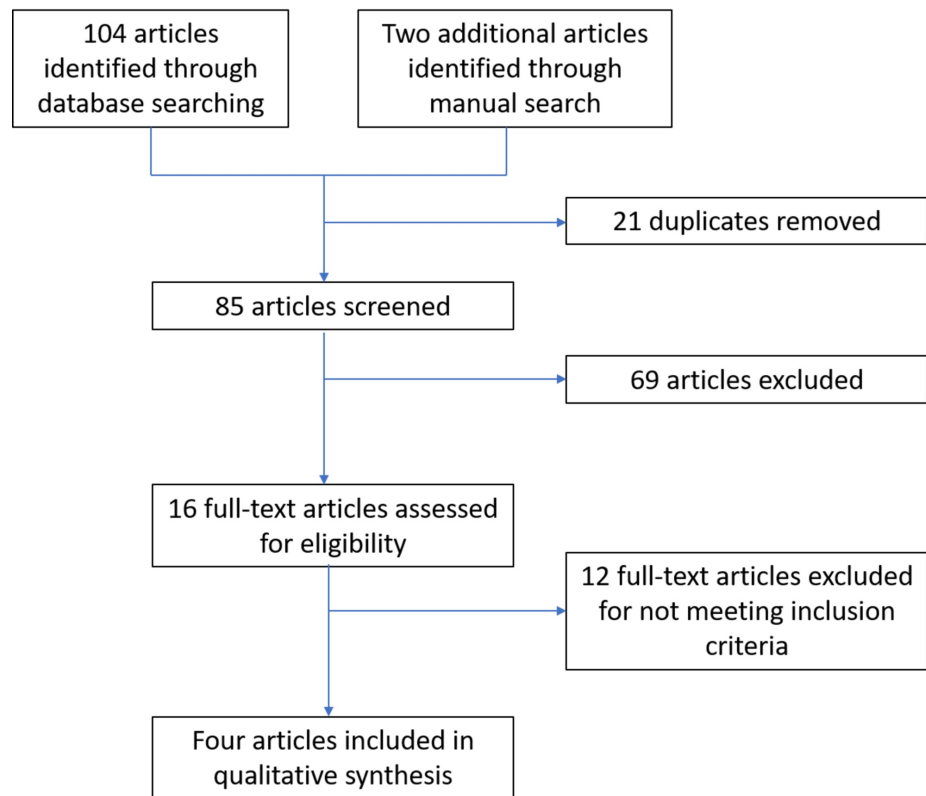 104 articles
identified through
database searching
Two additional articles
identified through
manual search
21 duplicates removed
85 articles screened
69 articles excluded
16 full-text articles assessed
for eligibility
12 full-text articles excluded
for not meeting inclusion
criteria
Four articles included in
qualitative synthesis